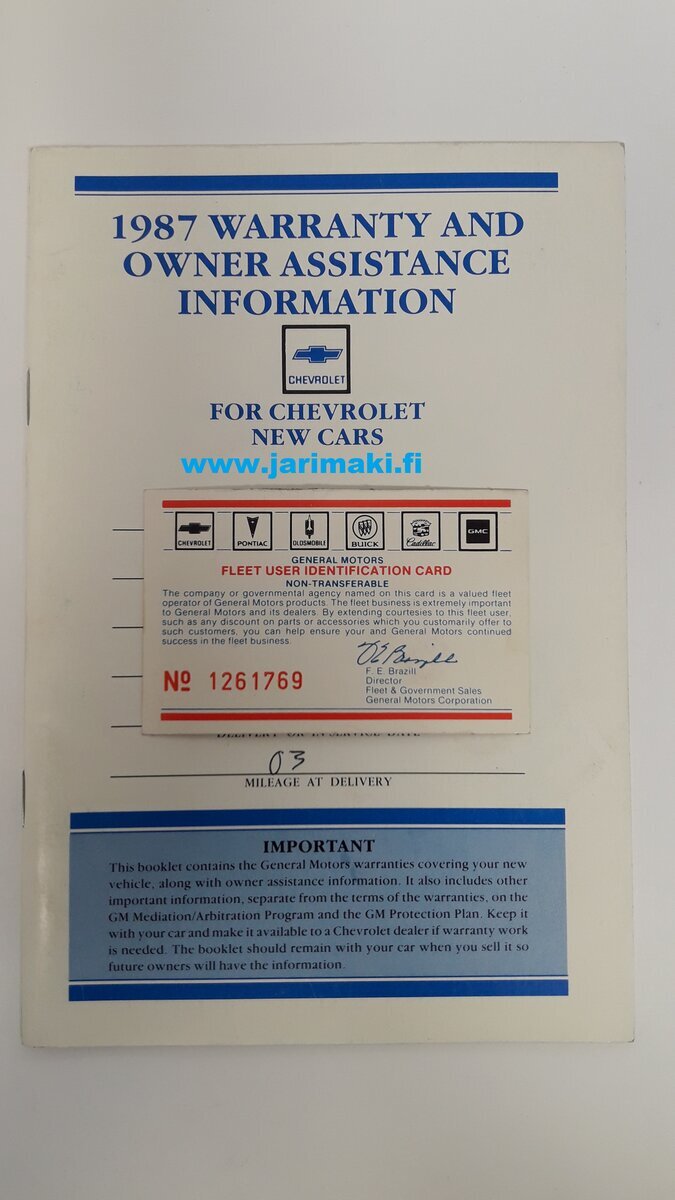 1987 WARRANTY AND
OWNER ASSISTANCE
INFORMATION
CHEVROLET
FOR CHEVROLET
NEW CARS
www.jarimaki.fi
CHEVROLET PONTIAC OLDSMOBILE BUICK Cadillac GMC
GENERAL MOTORS
FLEET USER IDENTIFICATION CARD
NON-TRANSFERABLE
The company or governmental agency named on this card is a valued fleet
operator of General Motors products. The fleet business is extremely important
to General Motors and its dealers. By extending courtesies to this fleet user,
such as any discount on parts or accessories which you customarily offer to
such customers, you can help ensure your and General Motors continued
success in the fleet business.
F E Brazill
F. E. Brazill
Director
Fleet & Government Sales
General Motors Corporation
Nº 1261769
DELIVERY OR IN-SERVICE DATE
03
MILEAGE AT DELIVERY
IMPORTANT
This booklet contains the General Motors warranties covering your new
vehicle, along with owner assistance information. It also includes other
important information, separate from the terms of the warranties, on the
GM Mediation/Arbitration Program and the GM Protection Plan. Keep it
with your car and make it available to a Chevrolet dealer if warranty work
is needed. The booklet should remain with your car when you sell it so
future owners will have the information.